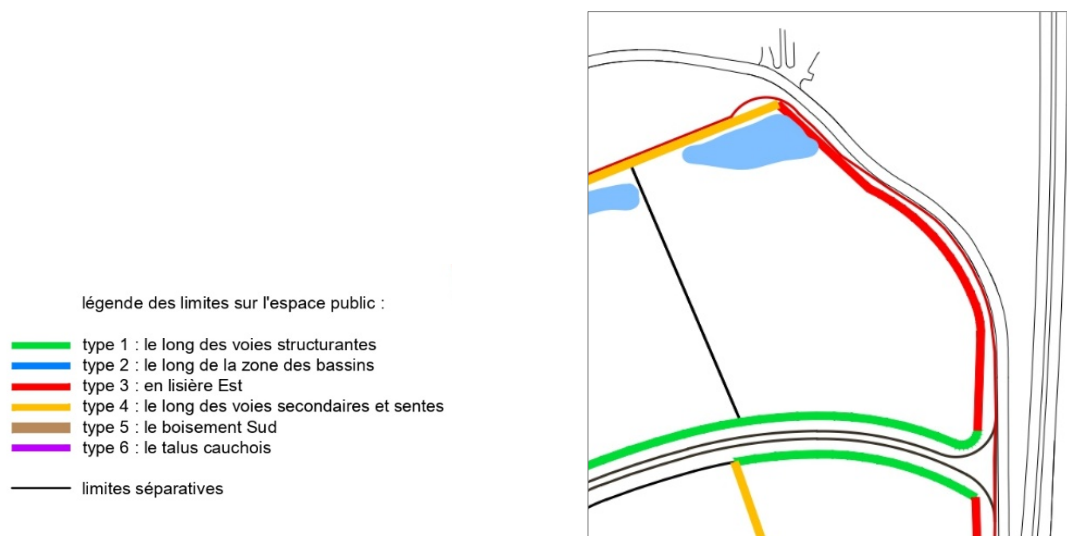 légende des limites sur l'espace public :
type 1 : le long des voies structurantes
type 2 : le long de la zone des bassins
type 3 : en lisière Est
type 4 : le long des voies secondaires et sentes
type 5 : le boisement Sud
type 6 : le talus cauchois
limites séparatives